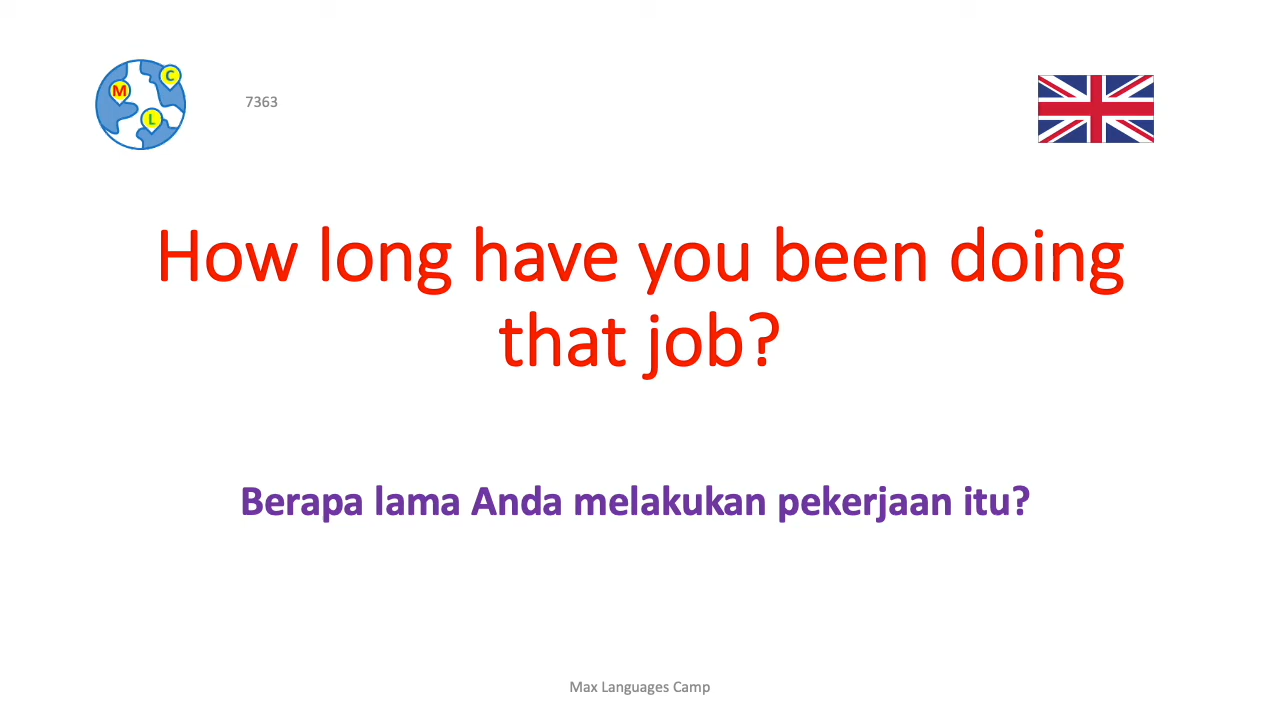 M
C
L
7363
How long have you been doing
that job?
Berapa lama Anda melakukan pekerjaan itu?
Max Languages Camp